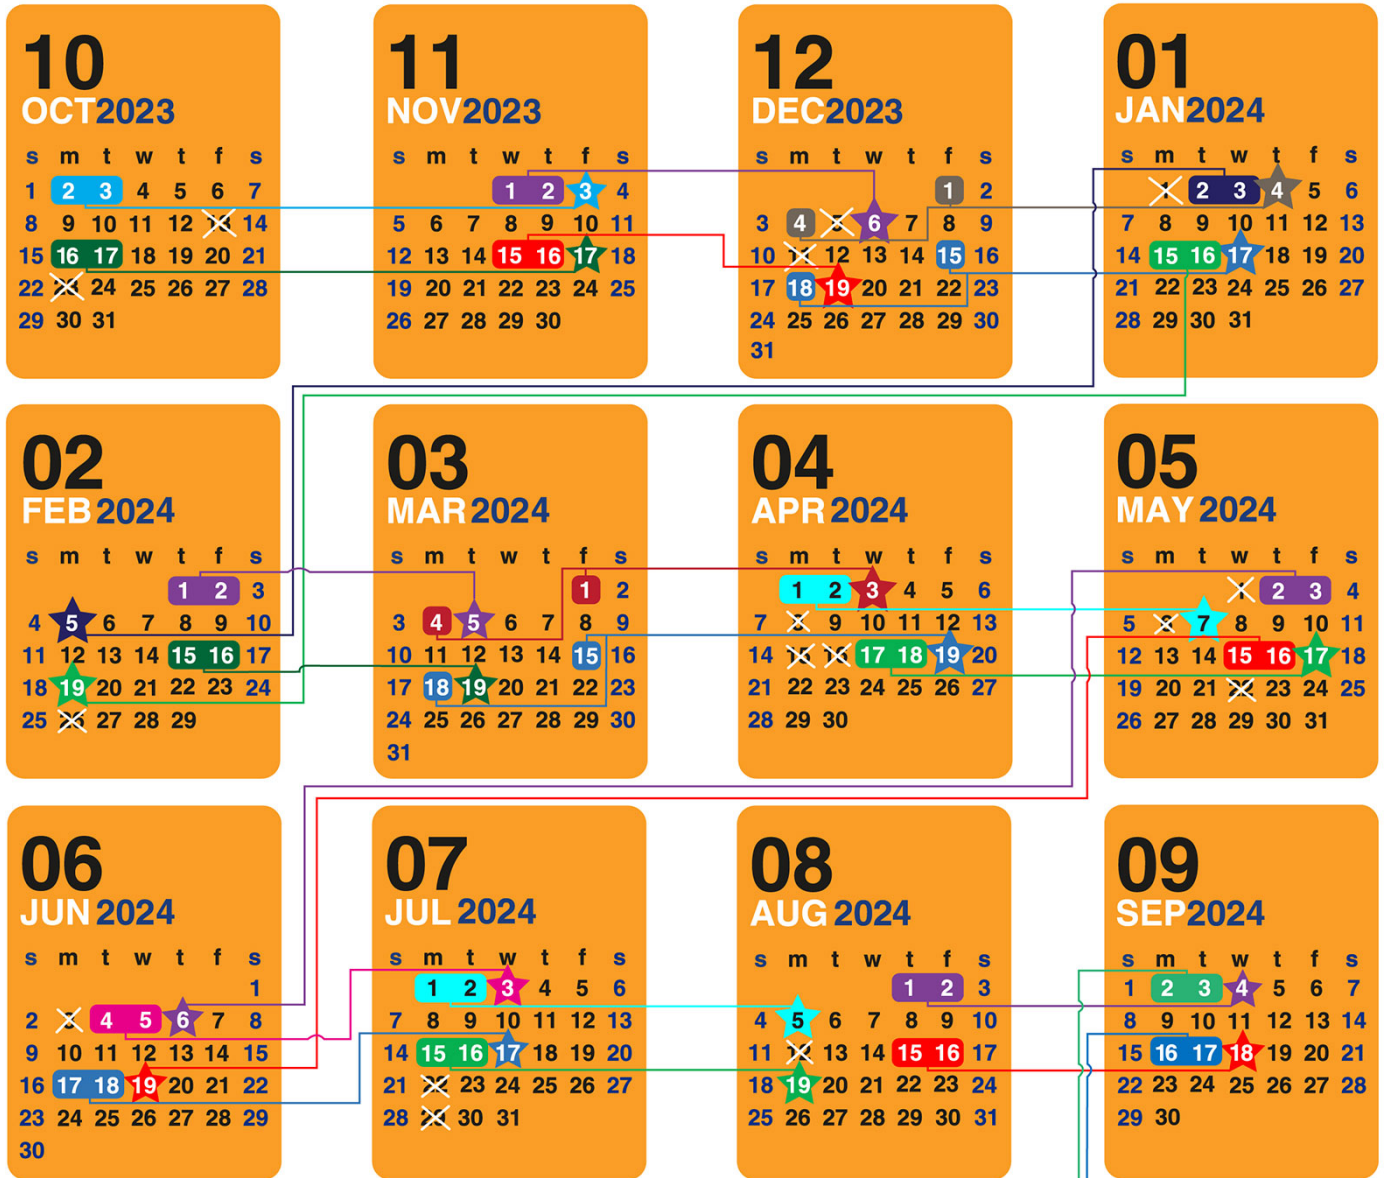 10
OCT2023
s m t w t f s
1 2 3 4 5 6 7
8 9 10 11 12 13 14
15 16 17 18 19 20 21
22 23 24 25 26 27 28
29 30 31
11
NOV2023
s m t w t f s
1 2 3 4
5 6 7 8 9 10 11
12 13 14 15 16 17 18
19 20 21 22 23 24 25
26 27 28 29 30
12
DEC2023
s m t w t f s
1 2
3 4 5 6 7 8 9
10 11 12 13 14 15 16
17 18 19 20 21 22 23
24 25 26 27 28 29 30
31
01
JAN2024
s m t w t f s
1 2 3 4 5 6
7 8 9 10 11 12 13
14 15 16 17 18 19 20
21 22 23 24 25 26 27
28 29 30 31
02
FEB 2024
s m t w t f s
1 2 3
4 5 6 7 8 9 10
11 12 13 14 15 16 17
18 19 20 21 22 23 24
25 26 27 28 29
03
MAR 2024
s m t w t f s
1 2
3 4 5 6 7 8 9
10 11 12 13 14 15 16
17 18 19 20 21 22 23
24 25 26 27 28 29 30
31
04
APR 2024
s m t w t f s
1 2 3 4 5 6
7 8 9 10 11 12 13
14 15 16 17 18 19 20
21 22 23 24 25 26 27
28 29 30
05
MAY 2024
s m t w t f s
1 2 3 4
5 6 7 8 9 10 11
12 13 14 15 16 17 18
19 20 21 22 23 24 25
26 27 28 29 30 31
06
JUN 2024
s m t w t f s
1
2 3 4 5 6 7 8
9 10 11 12 13 14 15
16 17 18 19 20 21 22
23 24 25 26 27 28 29
30
07
JUL 2024
s m t w t f s
1 2 3 4 5 6
7 8 9 10 11 12 13
14 15 16 17 18 19 20
21 22 23 24 25 26 27
28 29 30 31
08
AUG 2024
s m t w t f s
1 2 3
4 5 6 7 8 9 10
11 12 13 14 15 16 17
18 19 20 21 22 23 24
25 26 27 28 29 30 31
09
SEP2024
s m t w t f s
1 2 3 4 5 6 7
8 9 10 11 12 13 14
15 16 17 18 19 20 21
22 23 24 25 26 27 28
29 30